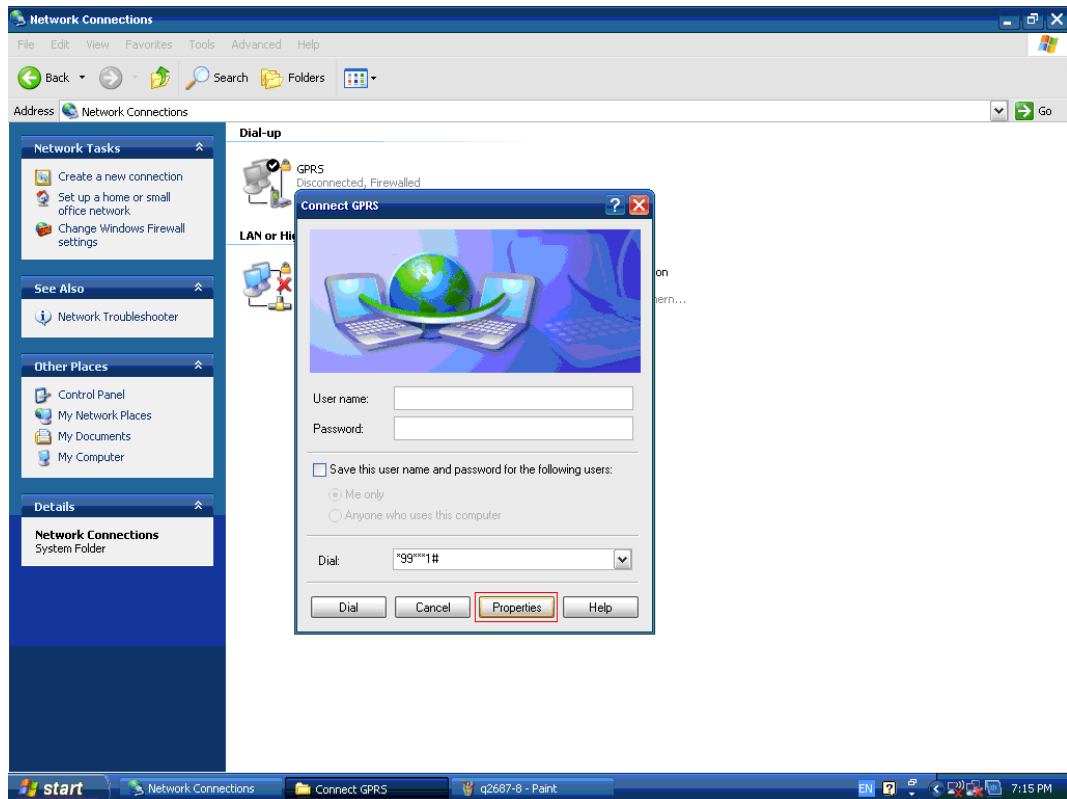 Network Connections
File Edit View Favorites Tools Advanced Help
Back Search Folders
Address Network Connections Go
Network Tasks
Create a new connection
Set up a home or small
office network
Change Windows Firewall
settings
See Also
Network Troubleshooter
Other Places
Control Panel
My Network Places
My Documents
My Computer
Details
Network Connections
System Folder
Dial-up
GPRS
Disconnected, Firewalled
LAN or Hi
on
ern...
Connect GPRS
User name:
Password:
Save this user name and password for the following users:
Me only
Anyone who uses this computer
Dial: *99***1#
Dial Cancel Properties Help
start Network Connections Connect GPRS q2687-8 - Paint EN 7:15 PM